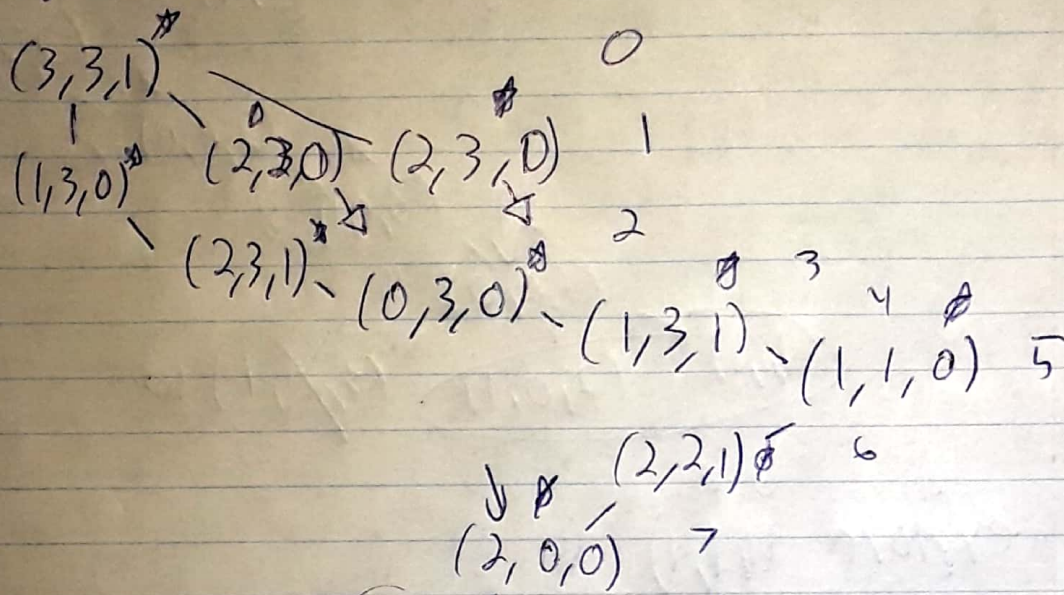 (3,3,1) 0
(1,3,0) (2,3,0) (2,3,0) 1
(2,3,1) (0,3,0) 2
(1,3,1) 3
(1,1,0) 4 5
(2,2,1) 6
(2,0,0) 7